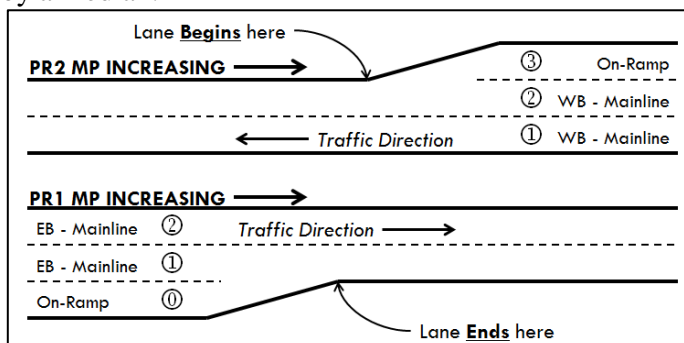 Lane Begins here
PR2 MP INCREASING
③ On-Ramp
② WB - Mainline
Traffic Direction ① WB - Mainline
PR1 MP INCREASING
EB - Mainline ② Traffic Direction
EB - Mainline ①
On-Ramp ⓪
Lane Ends here